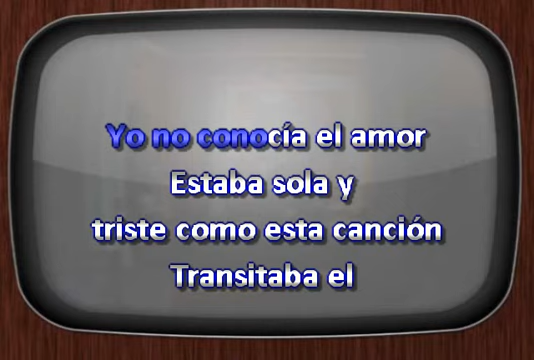 Yo no conocía el amor
Estaba sola y
triste como esta canción
Transitaba el